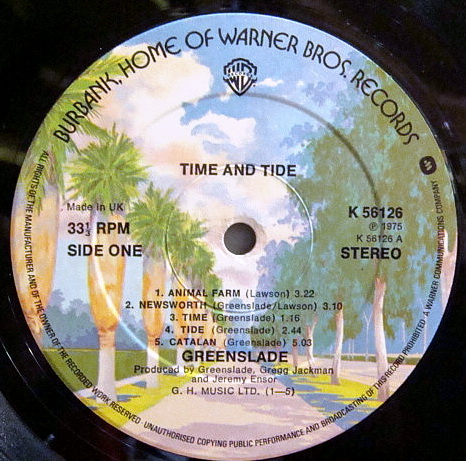 BURBANK, HOME OF WARNER BROS. RECORDS
WB
TIME AND TIDE
Made in UK
33⅓ RPM
SIDE ONE
K 56126
Ⓟ 1975
K 56126 A
STEREO
1. ANIMAL FARM (Lawson) 3.22
2. NEWSWORTH (Greenslade/Lawson) 3.10
3. TIME (Greenslade) 1.16
4. TIDE (Greenslade) 2.44
5. CATALAN (Greenslade) 5.03
GREENSLADE
Produced by Greenslade, Gregg Jackman
and Jeremy Ensor
G. H. MUSIC LTD. (1—5)
ALL RIGHTS OF THE MANUFACTURER AND OF THE OWNER OF THE RECORDED WORK RESERVED · UNAUTHORISED COPYING PUBLIC PERFORMANCE AND BROADCASTING OF THIS RECORD PROHIBITED · A WARNER COMMUNICATIONS COMPANY